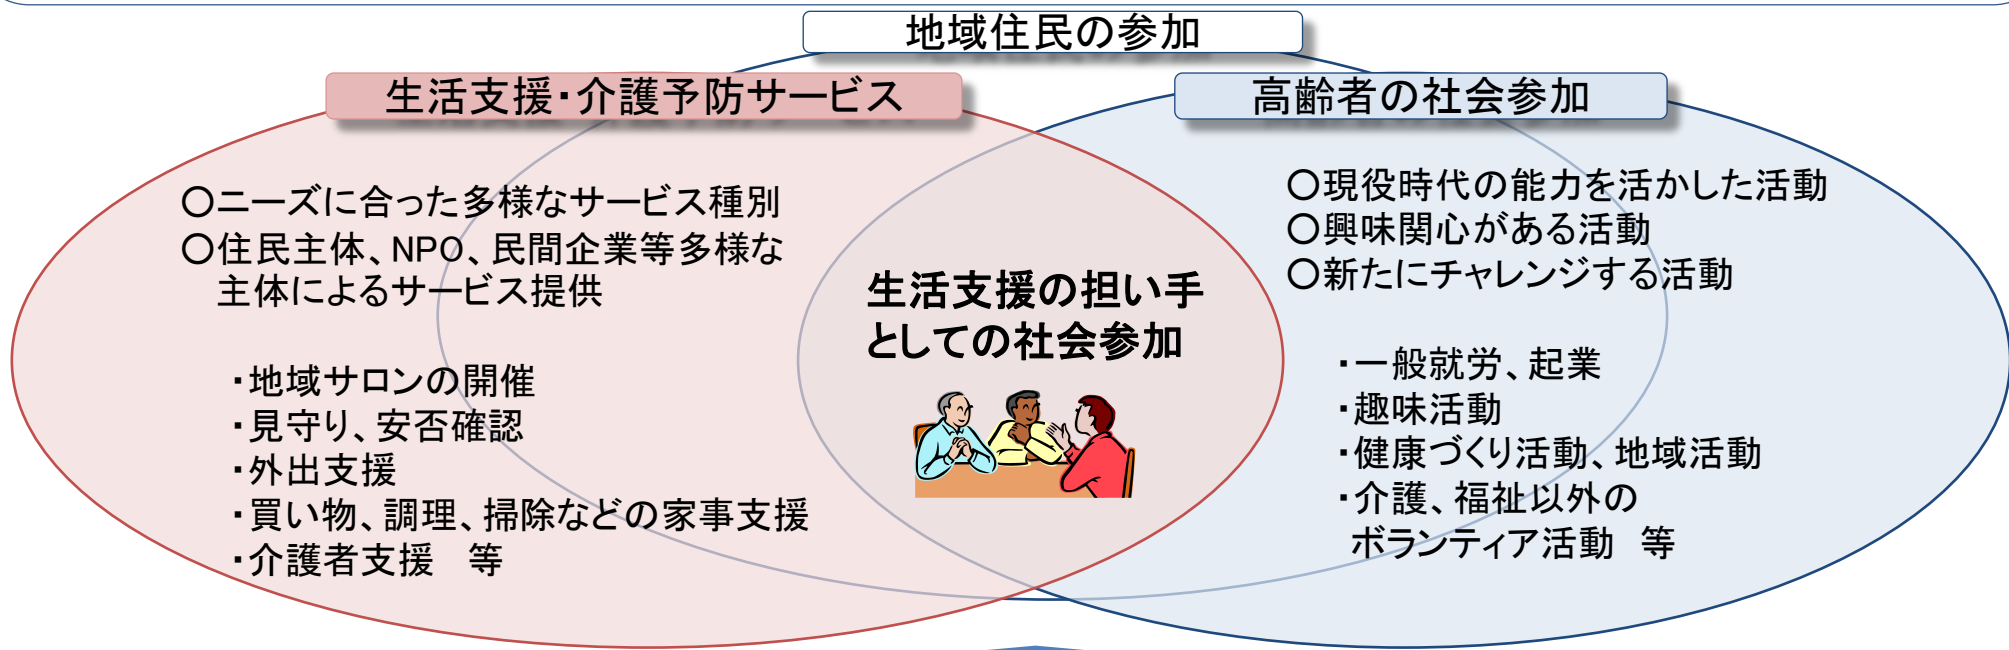 地域住民の参加
生活支援・介護予防サービス
〇ニーズに合った多様なサービス種別
〇住民主体、NPO、民間企業等多様な
主体によるサービス提供
・地域サロンの開催
・見守り、安否確認
・外出支援
・買い物、調理、掃除などの家事支援
・介護者支援　等
生活支援の担い手
としての社会参加
高齢者の社会参加
〇現役時代の能力を活かした活動
〇興味関心がある活動
〇新たにチャレンジする活動
・一般就労、起業
・趣味活動
・健康づくり活動、地域活動
・介護、福祉以外の
ボランティア活動　等